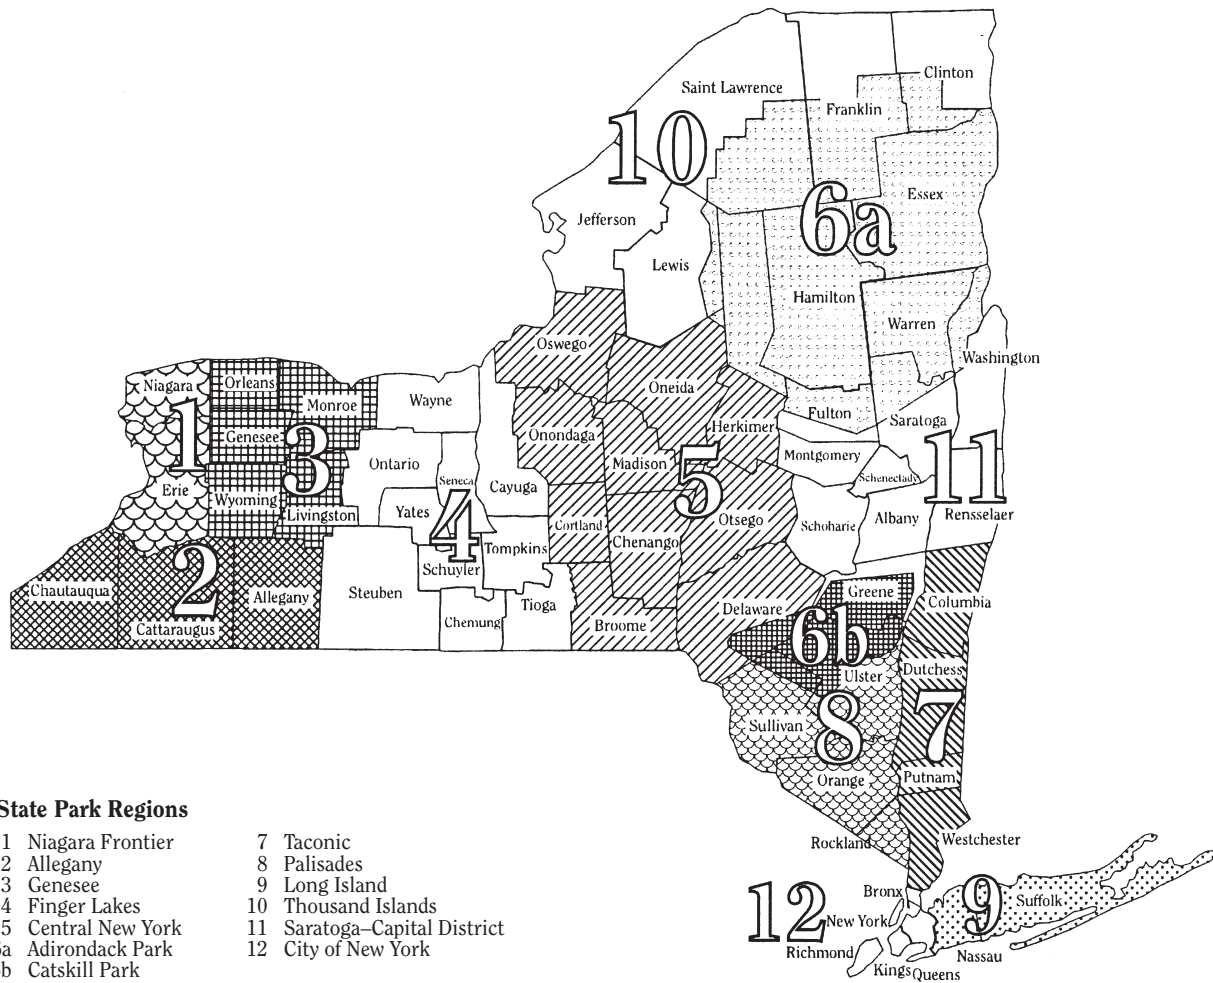 Clinton
Saint Lawrence
Franklin
10
Essex
6a
Jefferson
Lewis
Hamilton
Warren
Oswego
Washington
Niagara
Orleans
Oneida
Monroe
Wayne
Fulton
Saratoga
1
Genesee
3
Onondaga
Herkimer
11
Ontario
Madison
5
Montgomery
Seneca
Schenectady
Erie
Wyoming
Cayuga
Livingston
Yates
4
Cortland
Otsego
Schoharie
Albany
Rensselaer
Chenango
Tompkins
2
Schuyler
Chautauqua
Allegany
Steuben
Tioga
Delaware
Greene
Columbia
Cattaraugus
Chemung
Broome
6b
Ulster
Dutchess
Sullivan
8
7
Orange
Putnam
Rockland
Westchester
12
Bronx
9
Suffolk
New York
Richmond
Nassau
Kings
Queens
State Park Regions
1 Niagara Frontier
2 Allegany
3 Genesee
4 Finger Lakes
5 Central New York
6a Adirondack Park
6b Catskill Park
7 Taconic
8 Palisades
9 Long Island
10 Thousand Islands
11 Saratoga–Capital District
12 City of New York